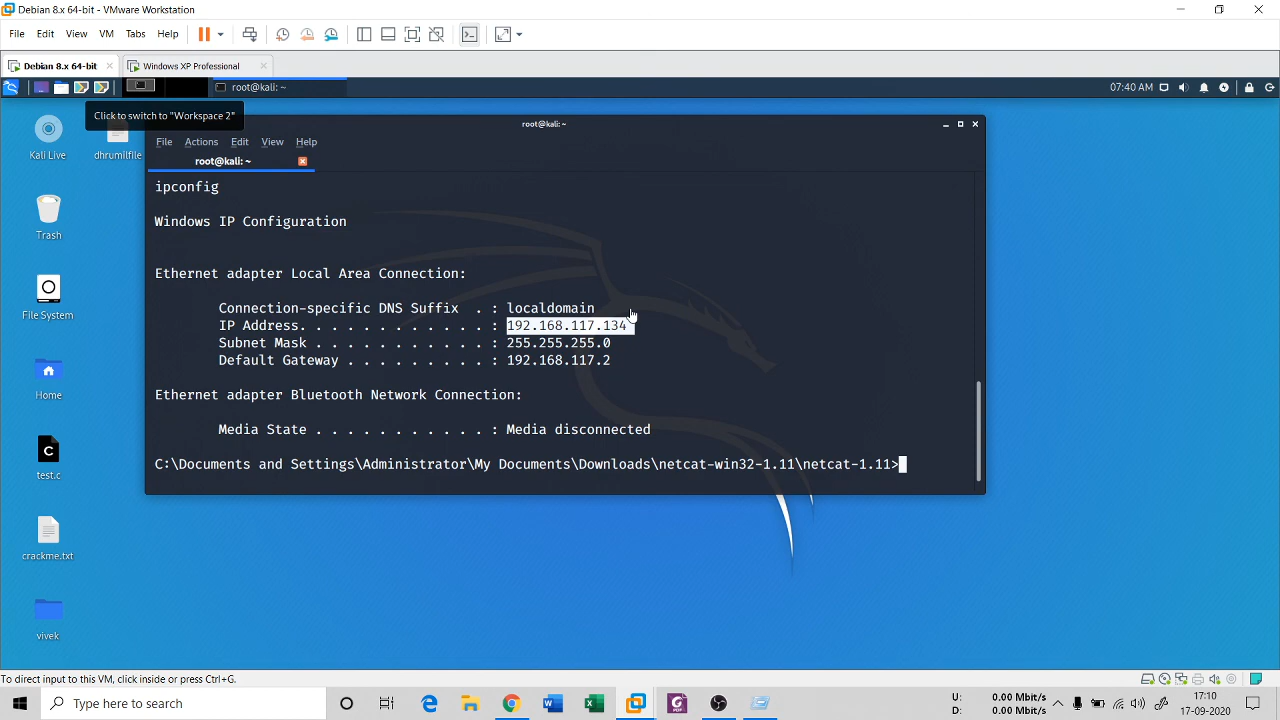 Debian 8.x 64-bit - VMware Workstation
File Edit View VM Tabs Help
Debian 8.x 64-bit Windows XP Professional
root@kali: ~ 07:40 AM
Click to switch to "Workspace 2"
root@kali:~
File Actions Edit View Help
root@kali: ~
ipconfig
Windows IP Configuration
Ethernet adapter Local Area Connection:
Connection-specific DNS Suffix . : localdomain
IP Address. . . . . . . . . . . . : 192.168.117.134
Subnet Mask . . . . . . . . . . . : 255.255.255.0
Default Gateway . . . . . . . . . : 192.168.117.2
Ethernet adapter Bluetooth Network Connection:
Media State . . . . . . . . . . . : Media disconnected
C:\Documents and Settings\Administrator\My Documents\Downloads\netcat-win32-1.11\netcat-1.11>
Kali Live
dhrumilfile
Trash
File System
Home
C
test.c
crackme.txt
vivek
To direct input to this VM, click inside or press Ctrl+G.
Type here to search
U: 0.00 Mbit/s
D: 0.00 Mbit/s
17:10
17-09-2020